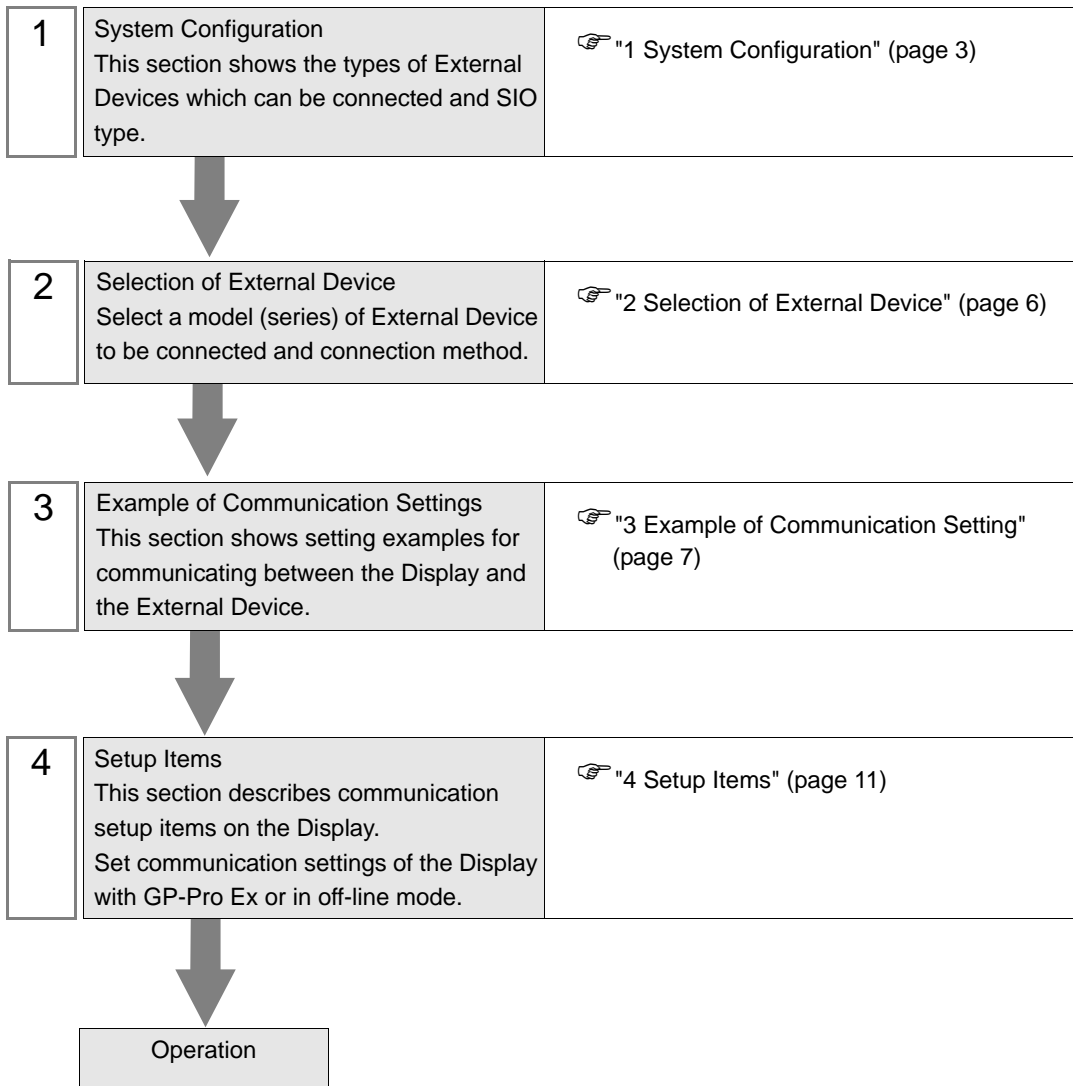 1
System Configuration
This section shows the types of External
Devices which can be connected and SIO
type.
"1 System Configuration" (page 3)
2
Selection of External Device
Select a model (series) of External Device
to be connected and connection method.
"2 Selection of External Device" (page 6)
3
Example of Communication Settings
This section shows setting examples for
communicating between the Display and
the External Device.
"3 Example of Communication Setting"
(page 7)
4
Setup Items
This section describes communication
setup items on the Display.
Set communication settings of the Display
with GP-Pro Ex or in off-line mode.
"4 Setup Items" (page 11)
Operation